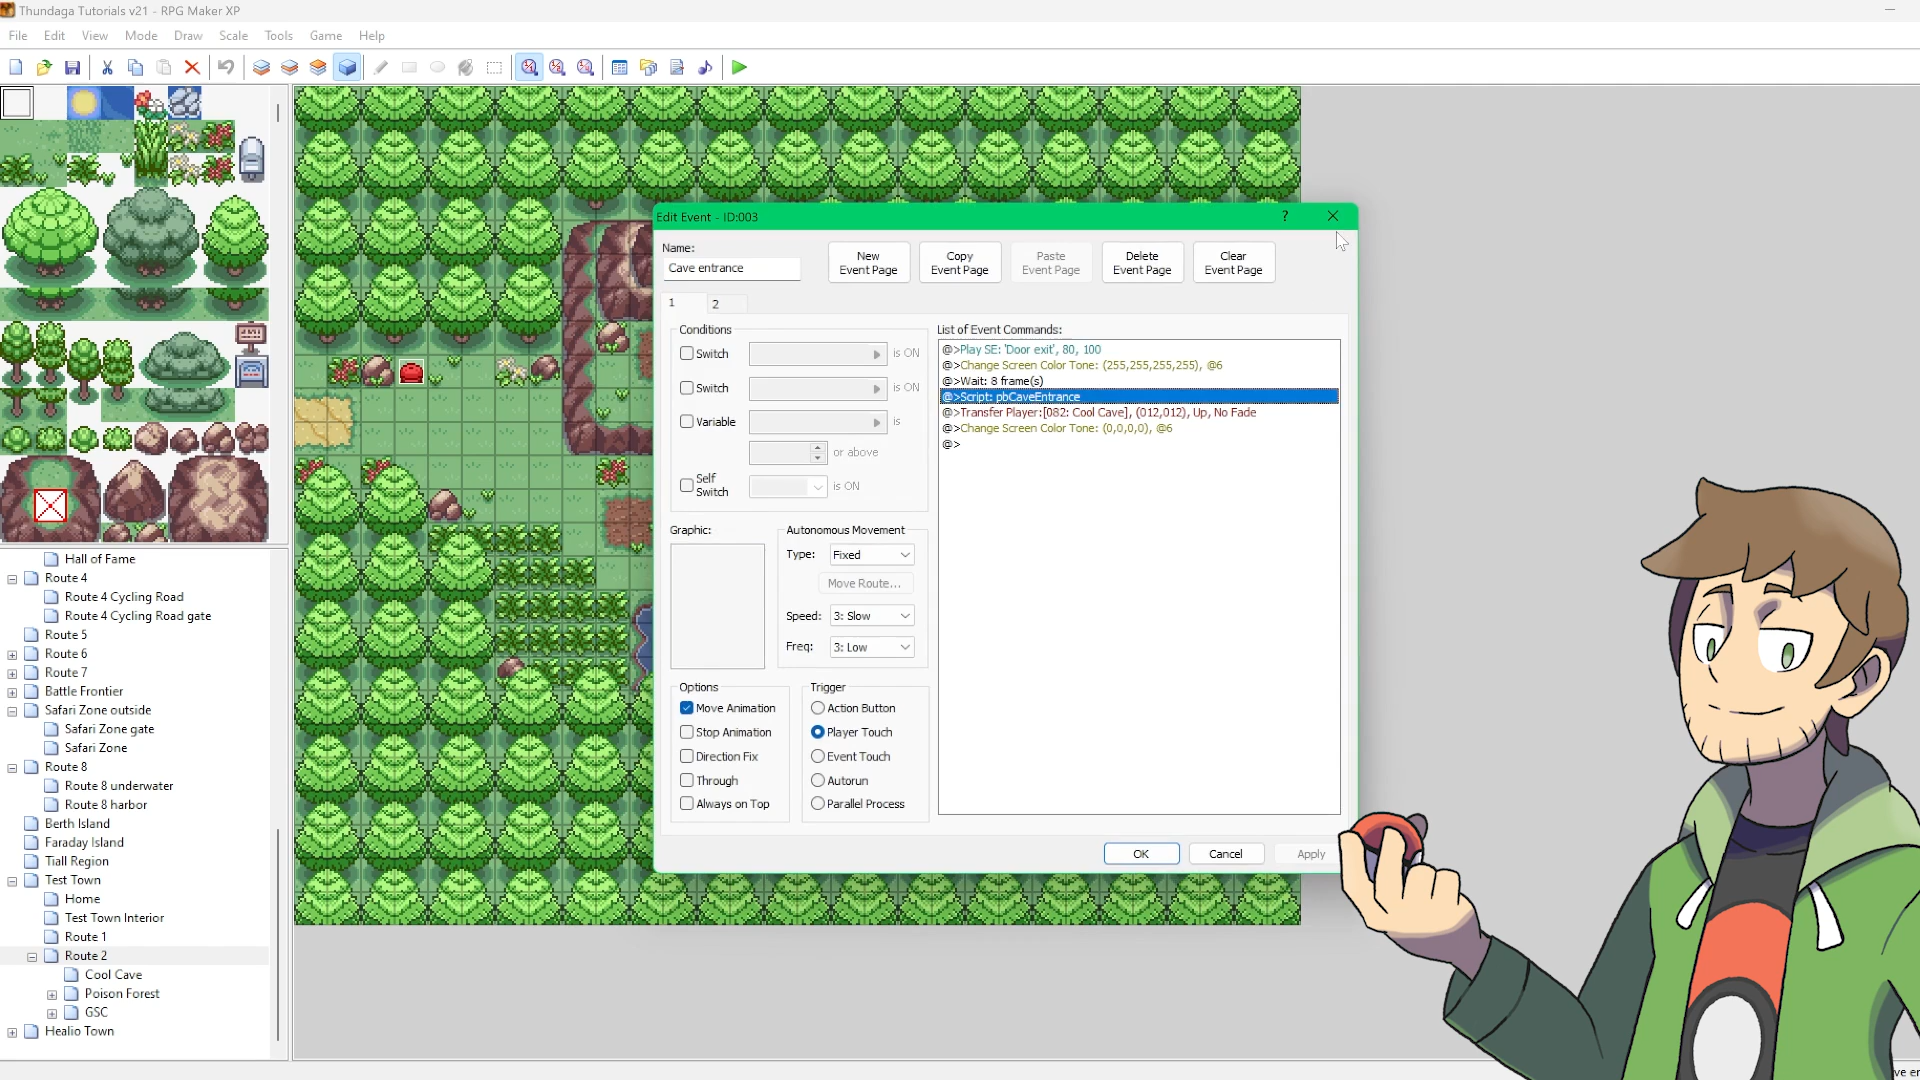 Thundaga Tutorials v21 - RPG Maker XP
File Edit View Mode Draw Scale Tools Game Help
Edit Event - ID:003
?
Name:
Cave entrance
New
Event Page
Copy
Event Page
Paste
Event Page
Delete
Event Page
Clear
Event Page
1
2
Conditions
Switch
is ON
Switch
is ON
Variable
is
or above
Self
Switch
is ON
Graphic:
Autonomous Movement
Type:
Fixed
Move Route...
Speed:
3: Slow
Freq:
3: Low
Options
Move Animation
Stop Animation
Direction Fix
Through
Always on Top
Trigger
Action Button
Player Touch
Event Touch
Autorun
Parallel Process
List of Event Commands:
@>Play SE: 'Door exit', 80, 100
@>Change Screen Color Tone: (255,255,255,255), @6
@>Wait: 8 frame(s)
@>Script: pbCaveEntrance
@>Transfer Player:[082: Cool Cave], (012,012), Up, No Fade
@>Change Screen Color Tone: (0,0,0,0), @6
@>
OK
Cancel
Apply
Hall of Fame
Route 4
Route 4 Cycling Road
Route 4 Cycling Road gate
Route 5
Route 6
Route 7
Battle Frontier
Safari Zone outside
Safari Zone gate
Safari Zone
Route 8
Route 8 underwater
Route 8 harbor
Berth Island
Faraday Island
Tiall Region
Test Town
Home
Test Town Interior
Route 1
Route 2
Cool Cave
Poison Forest
GSC
Healio Town